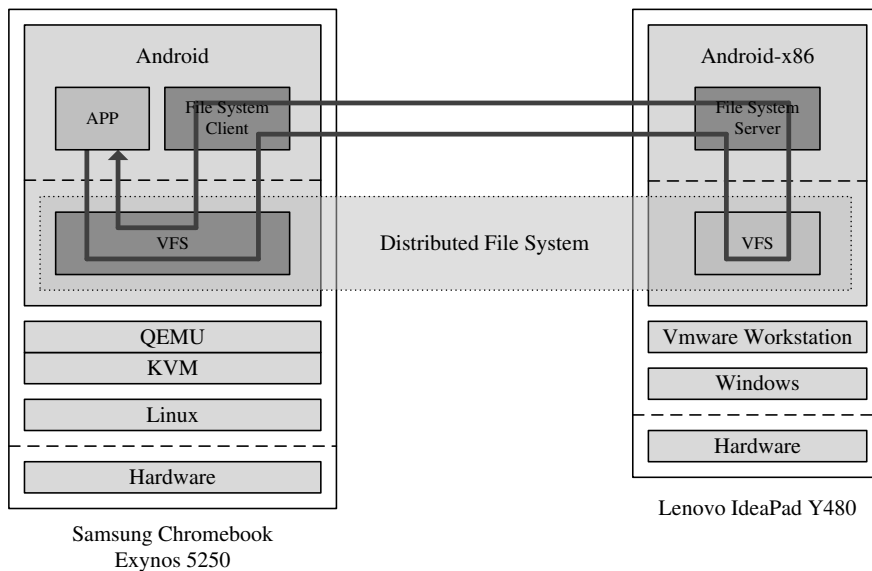 Android
APP
File System
Client
VFS
QEMU
KVM
Linux
Hardware
Samsung Chromebook
Exynos 5250
Distributed File System
Android-x86
File System
Server
VFS
Vmware Workstation
Windows
Hardware
Lenovo IdeaPad Y480